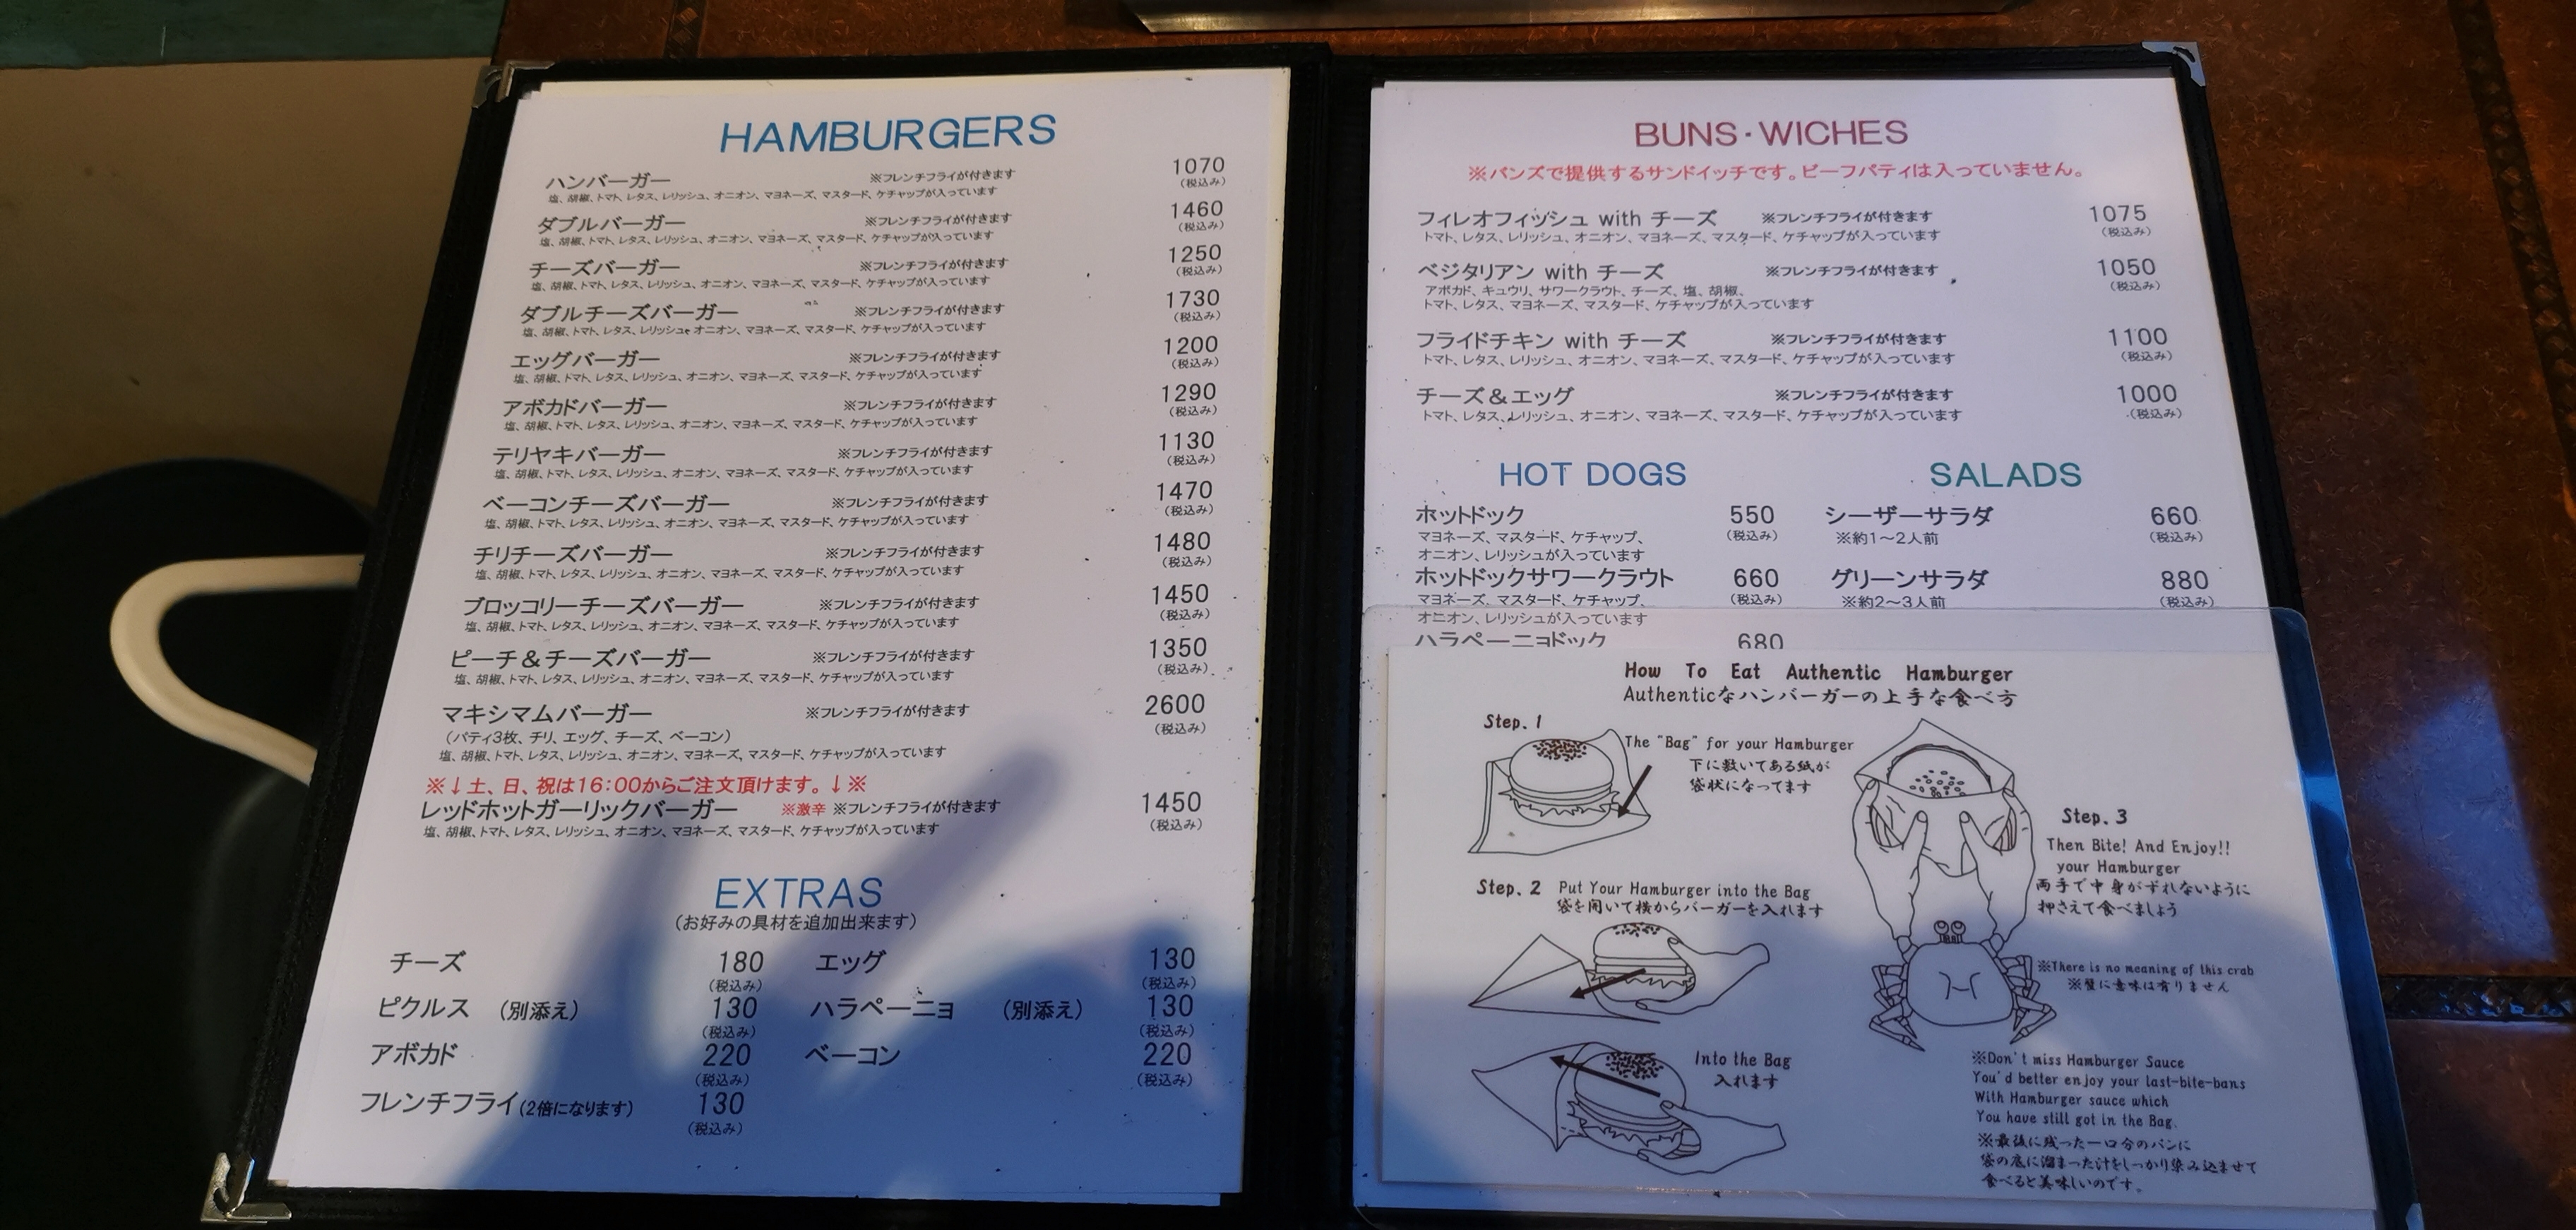 HAMBURGERS
ハンバーガー ※フレンチフライが付きます 1070
塩、胡椒、トマト、レタス、レリッシュ、オニオン、マヨネーズ、マスタード、ケチャップが入っています (税込み)
ダブルバーガー ※フレンチフライが付きます 1460
塩、胡椒、トマト、レタス、レリッシュ、オニオン、マヨネーズ、マスタード、ケチャップが入っています (税込み)
チーズバーガー ※フレンチフライが付きます 1250
塩、胡椒、トマト、レタス、レリッシュ、オニオン、マヨネーズ、マスタード、ケチャップが入っています (税込み)
ダブルチーズバーガー ※フレンチフライが付きます 1730
塩、胡椒、トマト、レタス、レリッシュ、オニオン、マヨネーズ、マスタード、ケチャップが入っています (税込み)
エッグバーガー ※フレンチフライが付きます 1200
塩、胡椒、トマト、レタス、レリッシュ、オニオン、マヨネーズ、マスタード、ケチャップが入っています (税込み)
アボカドバーガー ※フレンチフライが付きます 1290
塩、胡椒、トマト、レタス、レリッシュ、オニオン、マヨネーズ、マスタード、ケチャップが入っています (税込み)
テリヤキバーガー ※フレンチフライが付きます 1130
塩、胡椒、トマト、レタス、レリッシュ、オニオン、マヨネーズ、マスタード、ケチャップが入っています (税込み)
ベーコンチーズバーガー ※フレンチフライが付きます 1470
塩、胡椒、トマト、レタス、レリッシュ、オニオン、マヨネーズ、マスタード、ケチャップが入っています (税込み)
チリチーズバーガー ※フレンチフライが付きます 1480
塩、胡椒、トマト、レタス、レリッシュ、オニオン、マヨネーズ、マスタード、ケチャップが入っています (税込み)
ブロッコリーチーズバーガー ※フレンチフライが付きます 1450
塩、胡椒、トマト、レタス、レリッシュ、オニオン、マヨネーズ、マスタード、ケチャップが入っています (税込み)
ピーチ&チーズバーガー ※フレンチフライが付きます 1350
塩、胡椒、トマト、レタス、レリッシュ、オニオン、マヨネーズ、マスタード、ケチャップが入っています (税込み)
マキシマムバーガー ※フレンチフライが付きます 2600
(パティ3枚、チリ、エッグ、チーズ、ベーコン) (税込み)
塩、胡椒、トマト、レタス、レリッシュ、オニオン、マヨネーズ、マスタード、ケチャップが入っています
※↓土、日、祝は16:00からご注文頂けます。↓※
レッドホットガーリックバーガー ※激辛 ※フレンチフライが付きます 1450
塩、胡椒、トマト、レタス、レリッシュ、オニオン、マヨネーズ、マスタード、ケチャップが入っています (税込み)
EXTRAS
(お好みの具材を追加出来ます)
チーズ 180 エッグ 130
(税込み) (税込み)
ピクルス (別添え) 130 ハラペーニョ (別添え) 130
(税込み) (税込み)
アボカド 220 ベーコン 220
(税込み) (税込み)
フレンチフライ(2倍になります) 130
(税込み)
BUNS・WICHES
※バンズで提供するサンドイッチです。ビーフパティは入っていません。
フィレオフィッシュ with チーズ ※フレンチフライが付きます 1075
トマト、レタス、レリッシュ、オニオン、マヨネーズ、マスタード、ケチャップが入っています (税込み)
ベジタリアン with チーズ ※フレンチフライが付きます 1050
アボカド、キュウリ、サワークラウト、チーズ、塩、胡椒、 (税込み)
トマト、レタス、マヨネーズ、マスタード、ケチャップが入っています
フライドチキン with チーズ ※フレンチフライが付きます 1100
トマト、レタス、レリッシュ、オニオン、マヨネーズ、マスタード、ケチャップが入っています (税込み)
チーズ&エッグ ※フレンチフライが付きます 1000
トマト、レタス、レリッシュ、オニオン、マヨネーズ、マスタード、ケチャップが入っています (税込み)
HOT DOGS
ホットドック 550
マヨネーズ、マスタード、ケチャップ、 (税込み)
オニオン、レリッシュが入っています
ホットドックサワークラウト 660
マヨネーズ、マスタード、ケチャップ、 (税込み)
オニオン、レリッシュが入っています
ハラペーニョドック 680
SALADS
シーザーサラダ 660
※約1～2人前 (税込み)
グリーンサラダ 880
※約2～3人前 (税込み)
How To Eat Authentic Hamburger
Authenticなハンバーガーの上手な食べ方
Step.1
The "Bag" for your Hamburger
下に敷いてある紙が
袋状になってます
Step.2 Put Your Hamburger into the Bag
袋を開いて横からバーガーを入れます
Into the Bag
入れます
Step.3
Then Bite! And Enjoy!!
your Hamburger
両手で中身がずれないように
押さえて食べましょう
※There is no meaning of this crab
※蟹に意味は有りません
※Don't miss Hamburger Sauce
You'd better enjoy your last-bite-bans
With Hamburger sauce which
You have still got in the Bag.
※最後に残った一口分のパンに
袋の底に溜まった汁をしっかり染み込ませて
食べると美味しいのです。